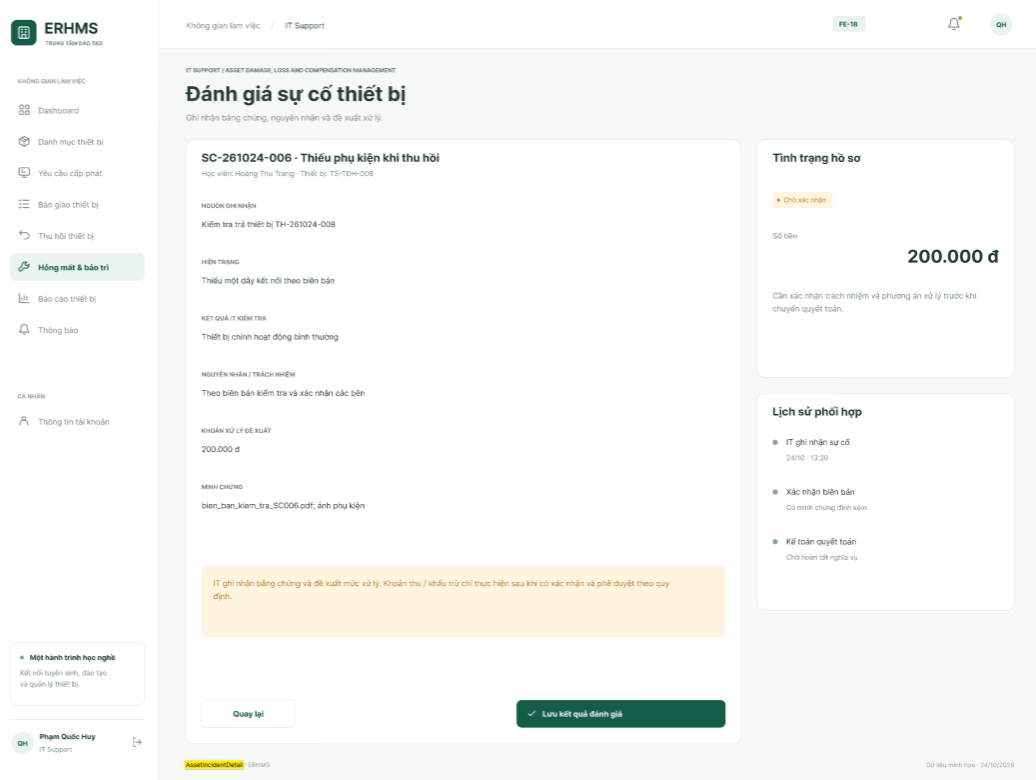 ERHMS
TRUNG TÂM ĐÀO TẠO
KHÔNG GIAN LÀM VIỆC
Dashboard
Danh mục thiết bị
Yêu cầu cấp phát
Bàn giao thiết bị
Thu hồi thiết bị
Hỏng mất & bảo trì
Báo cáo thiết bị
Thông báo
CÁ NHÂN
Thông tin tài khoản
Một hành trình học nghề
Kết nối tuyển sinh, đào tạo
và quản lý thiết bị.
QH
Phạm Quốc Huy
IT Support
Không gian làm việc / IT Support
FE-18
QH
IT SUPPORT / ASSET DAMAGE, LOSS AND COMPENSATION MANAGEMENT
Đánh giá sự cố thiết bị
Ghi nhận bằng chứng, nguyên nhân và đề xuất xử lý.
SC-261024-006 · Thiếu phụ kiện khi thu hồi
Học viên: Hoàng Thu Trang · Thiết bị: TS-TĐH-008
NGUỒN GHI NHẬN
Kiểm tra trả thiết bị TH-261024-008
HIỆN TRẠNG
Thiếu một dây kết nối theo biên bản
KẾT QUẢ IT KIỂM TRA
Thiết bị chính hoạt động bình thường
NGUYÊN NHÂN / TRÁCH NHIỆM
Theo biên bản kiểm tra và xác nhận các bên
KHOẢN XỬ LÝ ĐỀ XUẤT
200.000 đ
MINH CHỨNG
bien_ban_kiem_tra_SC006.pdf; ảnh phụ kiện
IT ghi nhận bằng chứng và đề xuất mức xử lý. Khoản thu / khấu trừ chỉ thực hiện sau khi có xác nhận và phê duyệt theo quy
định.
Quay lại
Lưu kết quả đánh giá
Tình trạng hồ sơ
Chờ xác nhận
Số tiền
200.000 đ
Cần xác nhận trách nhiệm và phương án xử lý trước khi
chuyển quyết toán.
Lịch sử phối hợp
IT ghi nhận sự cố
24/10 · 13:20
Xác nhận biên bản
Có minh chứng đính kèm
Kế toán quyết toán
Chờ hoàn tất nghĩa vụ
AssetIncidentDetail ERHMS
Dữ liệu minh họa · 24/10/2026